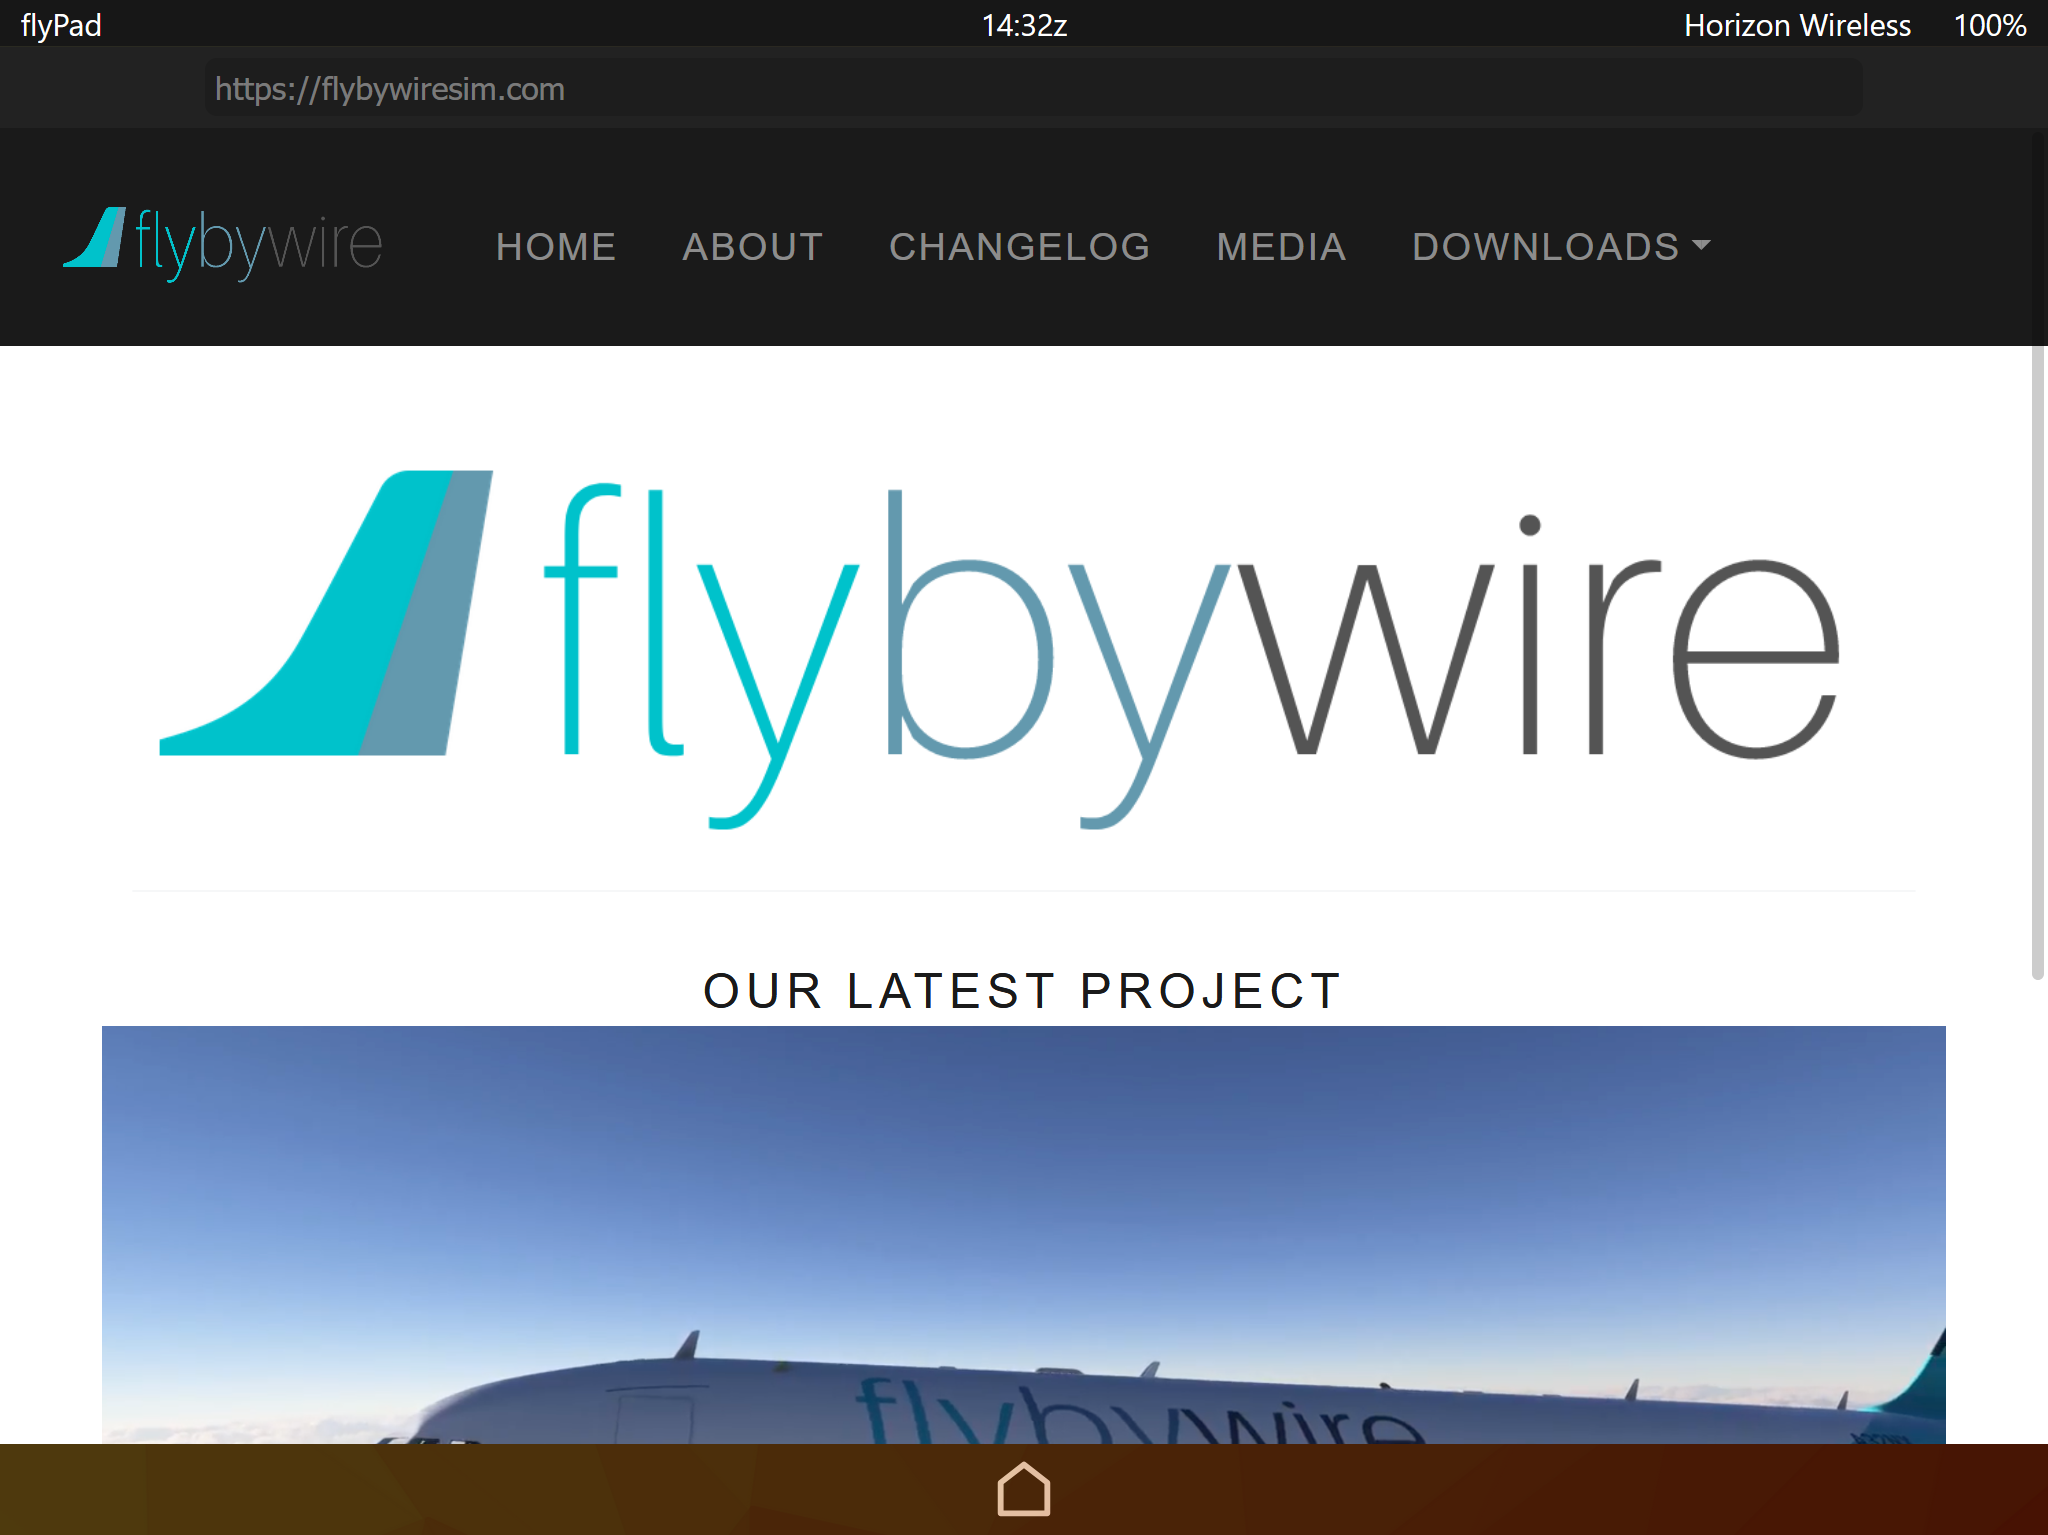 flyPad 14:32z Horizon Wireless 100%
https://flybywiresim.com
flybywire HOME ABOUT CHANGELOG MEDIA DOWNLOADS
flybywire
OUR LATEST PROJECT
flybywire